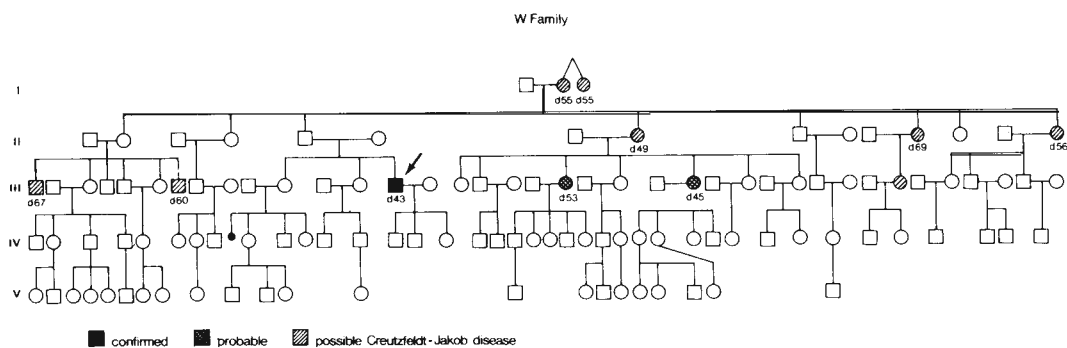 W Family
I
d55 d55
II
d49 d69 d56
III
d67 d60 d43 d53 d45
IV
V
confirmed probable possible Creutzfeldt-Jakob disease